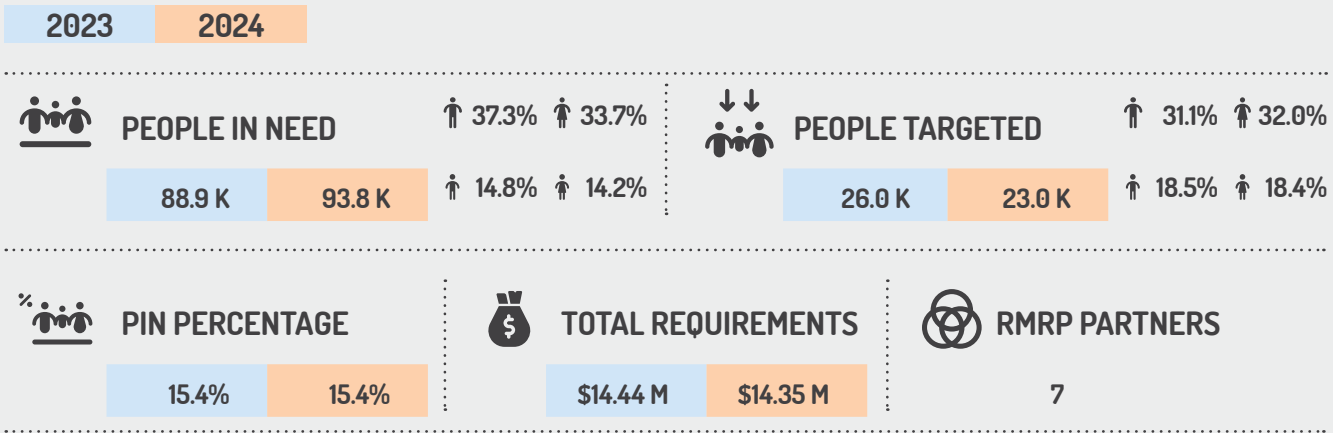 2023 2024
PEOPLE IN NEED
37.3% 33.7%
88.9 K 93.8 K
14.8% 14.2%
PEOPLE TARGETED
31.1% 32.0%
26.0 K 23.0 K
18.5% 18.4%
%
PIN PERCENTAGE
15.4% 15.4%
$
TOTAL REQUIREMENTS
$14.44 M $14.35 M
RMRP PARTNERS
7